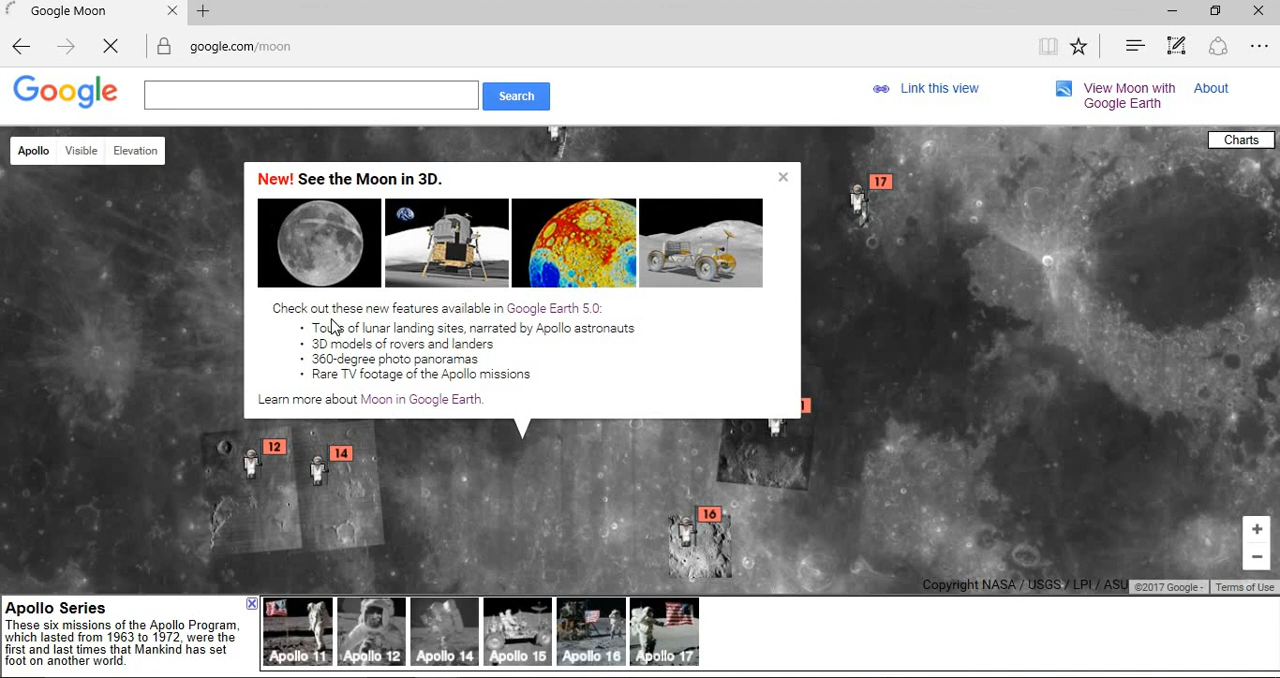 Google Moon
google.com/moon
Google
Search
Link this view
View Moon with
Google Earth
About
Apollo
Visible
Elevation
Charts
New! See the Moon in 3D.
17
Check out these new features available in Google Earth 5.0:
• Tours of lunar landing sites, narrated by Apollo astronauts
• 3D models of rovers and landers
• 360-degree photo panoramas
• Rare TV footage of the Apollo missions
Learn more about Moon in Google Earth.
12
14
16
Copyright NASA / USGS / LPI / ASU
©2017 Google -
Terms of Use
Apollo Series
These six missions of the Apollo Program,
which lasted from 1963 to 1972, were the
first and last times that Mankind has set
foot on another world.
Apollo 11
Apollo 12
Apollo 14
Apollo 15
Apollo 16
Apollo 17